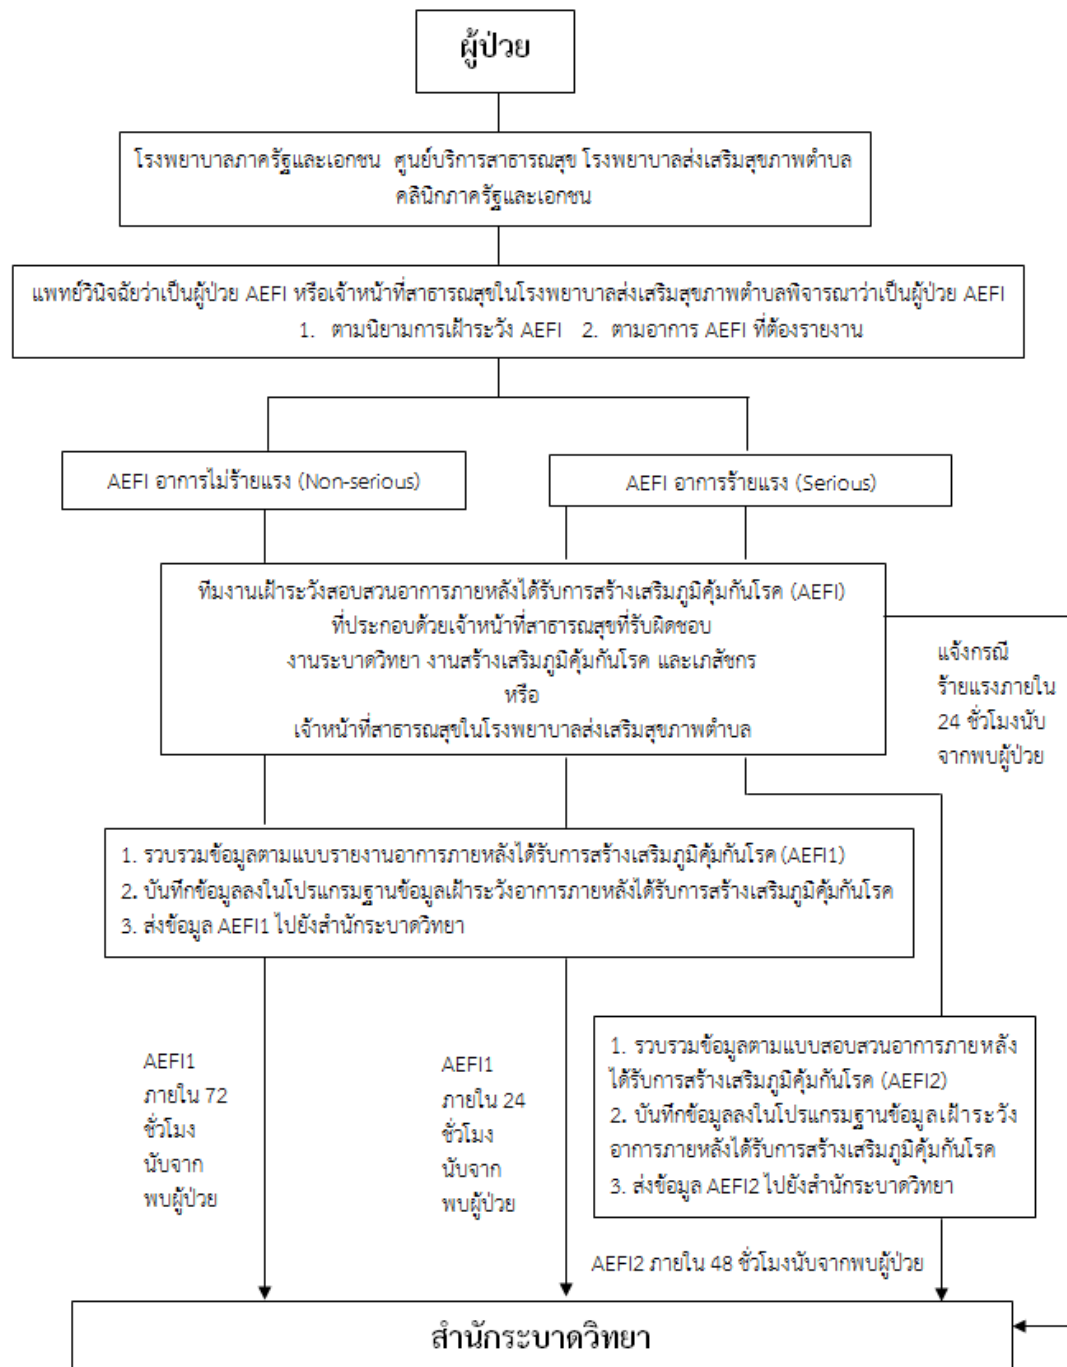 ผู้ป่วย
โรงพยาบาลภาครัฐและเอกชน ศูนย์บริการสาธารณสุข โรงพยาบาลส่งเสริมสุขภาพตำบล
คลินิกภาครัฐและเอกชน
แพทย์วินิจฉัยว่าเป็นผู้ป่วย AEFI หรือเจ้าหน้าที่สาธารณสุขในโรงพยาบาลส่งเสริมสุขภาพตำบลพิจารณาว่าเป็นผู้ป่วย AEFI
1. ตามนิยามการเฝ้าระวัง AEFI 2. ตามอาการ AEFI ที่ต้องรายงาน
AEFI อาการไม่ร้ายแรง (Non-serious)
AEFI อาการร้ายแรง (Serious)
ทีมงานเฝ้าระวังสอบสวนอาการภายหลังได้รับการสร้างเสริมภูมิคุ้มกันโรค (AEFI)
ที่ประกอบด้วยเจ้าหน้าที่สาธารณสุขที่รับผิดชอบ
งานระบาดวิทยา งานสร้างเสริมภูมิคุ้มกันโรค และเภสัชกร
หรือ
เจ้าหน้าที่สาธารณสุขในโรงพยาบาลส่งเสริมสุขภาพตำบล
แจ้งกรณี
ร้ายแรงภายใน
24 ชั่วโมงนับ
จากพบผู้ป่วย
1. รวบรวมข้อมูลตามแบบรายงานอาการภายหลังได้รับการสร้างเสริมภูมิคุ้มกันโรค (AEFI1)
2. บันทึกข้อมูลลงในโปรแกรมฐานข้อมูลเฝ้าระวังอาการภายหลังได้รับการสร้างเสริมภูมิคุ้มกันโรค
3. ส่งข้อมูล AEFI1 ไปยังสำนักระบาดวิทยา
AEFI1
ภายใน 72
ชั่วโมง
นับจาก
พบผู้ป่วย
AEFI1
ภายใน 24
ชั่วโมง
นับจาก
พบผู้ป่วย
1. รวบรวมข้อมูลตามแบบสอบสวนอาการภายหลัง
ได้รับการสร้างเสริมภูมิคุ้มกันโรค (AEFI2)
2. บันทึกข้อมูลลงในโปรแกรมฐานข้อมูลเฝ้าระวัง
อาการภายหลังได้รับการสร้างเสริมภูมิคุ้มกันโรค
3. ส่งข้อมูล AEFI2 ไปยังสำนักระบาดวิทยา
AEFI2 ภายใน 48 ชั่วโมงนับจากพบผู้ป่วย
สำนักระบาดวิทยา